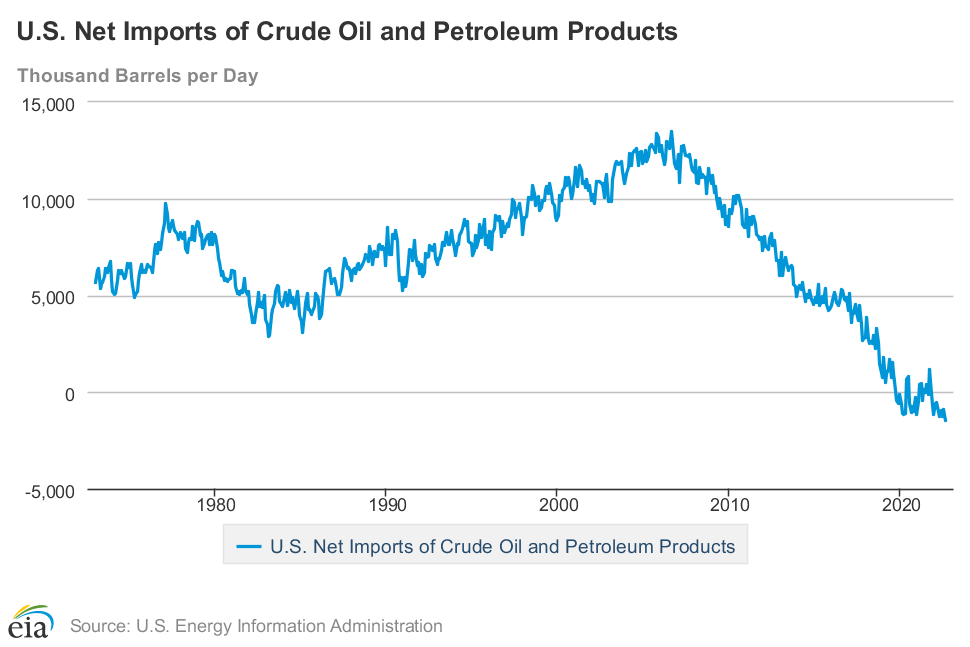 U.S. Net Imports of Crude Oil and Petroleum Products
Thousand Barrels per Day
15,000
10,000
5,000
0
-5,000
1980 1990 2000 2010 2020
U.S. Net Imports of Crude Oil and Petroleum Products
eia Source: U.S. Energy Information Administration